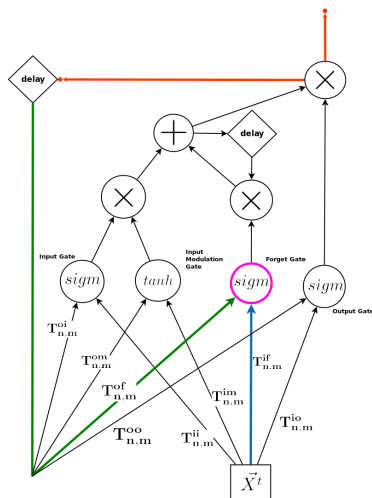 delay
×
+
delay
×
×
Input Gate
Input
Modulation
Gate
Forget Gate
sigm
tanh
sigm
sigm
Output Gate
T^{oi}_{n,m}
T^{om}_{n,m}
T^{if}_{n,m}
T^{of}_{n,m}
T^{im}_{n,m}
T^{oo}_{n,m}
T^{ii}_{n,m}
T^{io}_{n,m}
\vec{X}^t